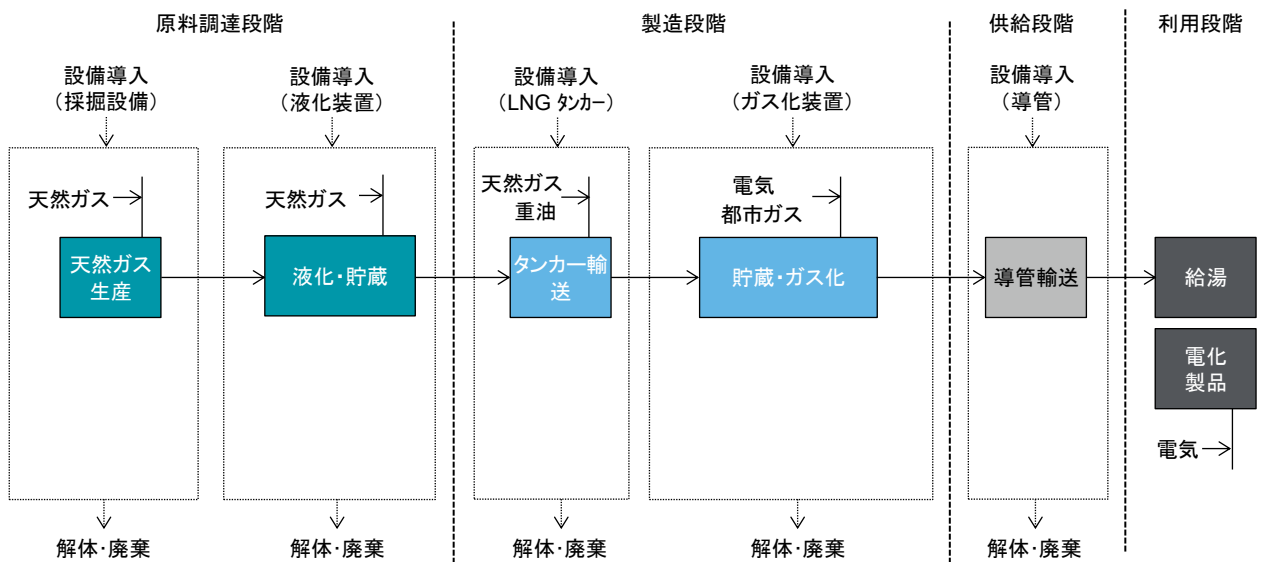 原料調達段階
製造段階
供給段階
利用段階
設備導入
(採掘設備)
設備導入
(液化装置)
設備導入
(LNG タンカー)
設備導入
(ガス化装置)
設備導入
(導管)
天然ガス
天然ガス
天然ガス
重油
電気
都市ガス
天然ガス
生産
液化・貯蔵
タンカー輸
送
貯蔵・ガス化
導管輸送
給湯
電化
製品
電気
解体・廃棄
解体・廃棄
解体・廃棄
解体・廃棄
解体・廃棄